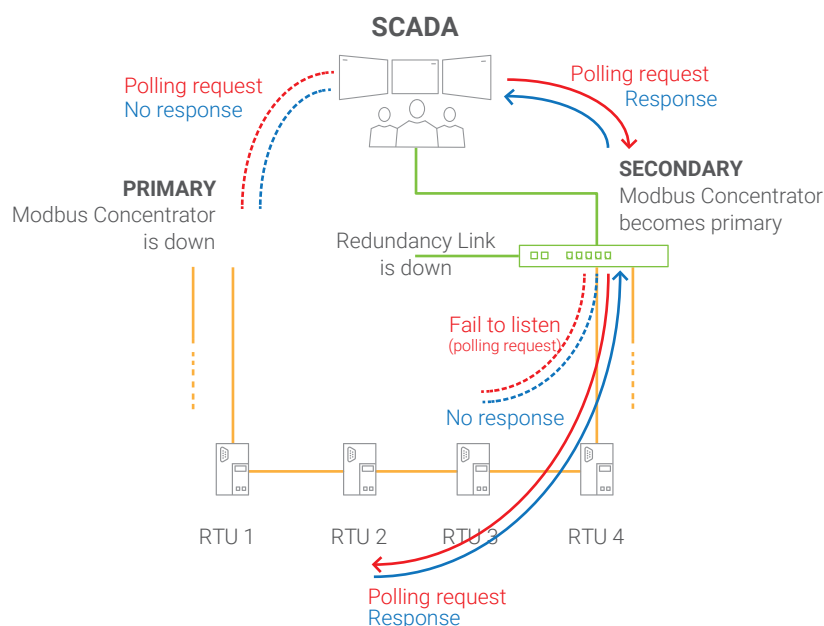 SCADA
Polling request
No response
Polling request
Response
PRIMARY
Modbus Concentrator
is down
SECONDARY
Modbus Concentrator
becomes primary
Redundancy Link
is down
Fail to listen
(polling request)
No response
RTU 1
RTU 2
RTU 3
RTU 4
Polling request
Response